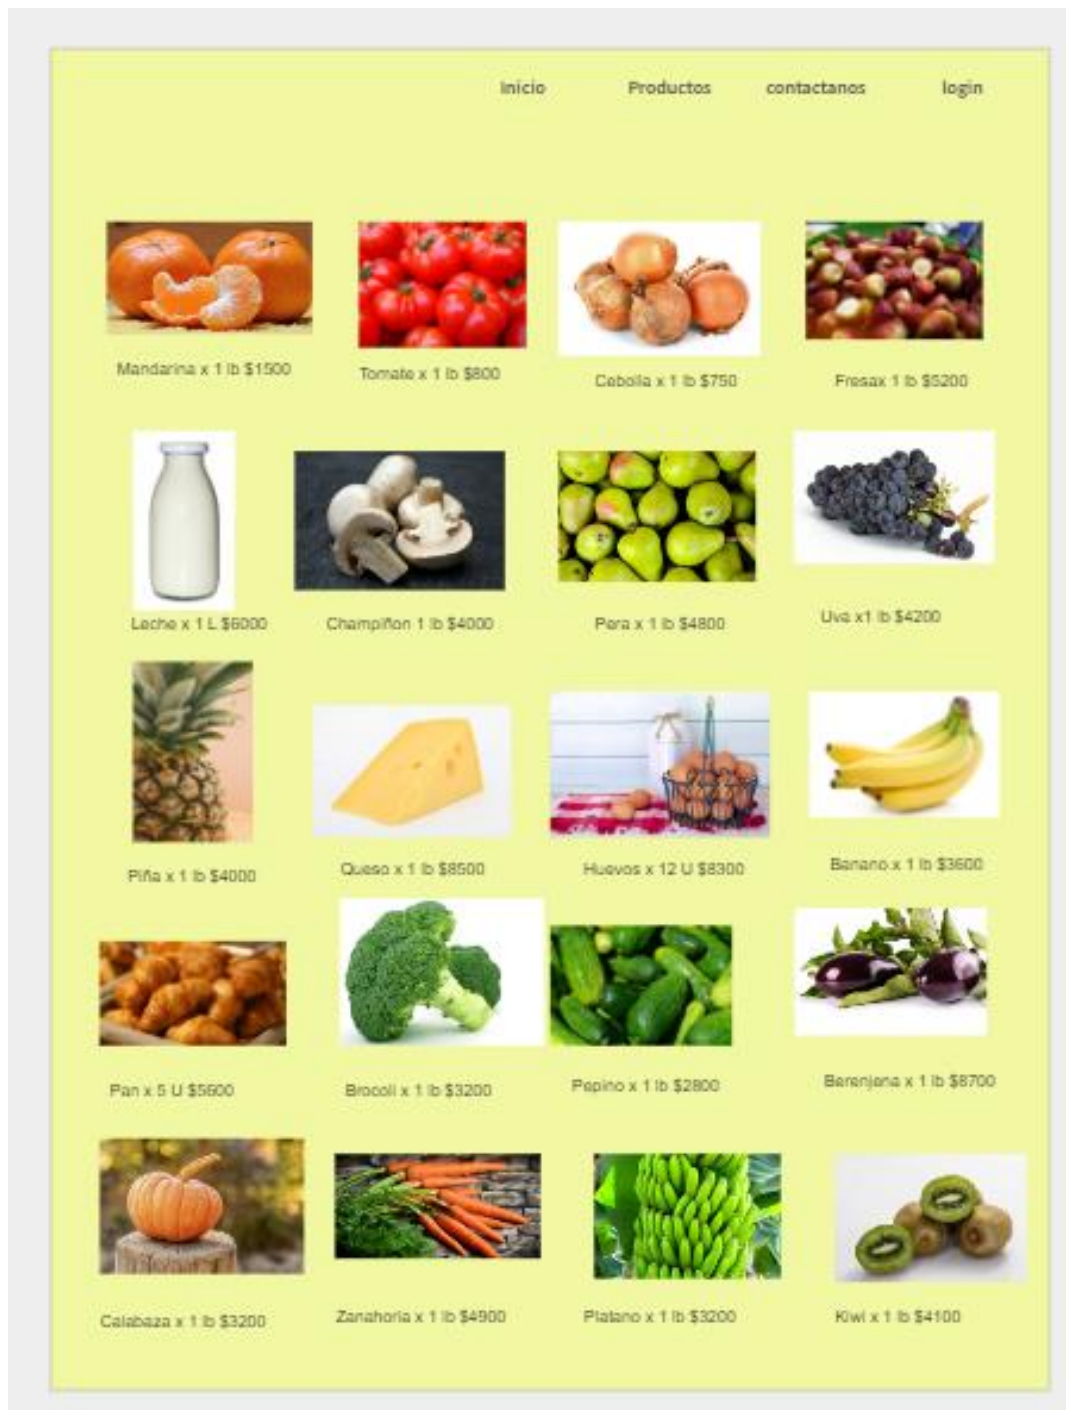 Inicio Productos contactanos login
Mandarina x 1 lb $1500
Tomate x 1 lb $800
Cebolla x 1 lb $750
Fresax 1 lb $5200
Leche x 1 L $6000
Champiñon 1 lb $4000
Pera x 1 lb $4800
Uva x1 lb $4200
Piña x 1 lb $4000
Queso x 1 lb $8500
Huevos x 12 U $8300
Banano x 1 lb $3600
Pan x 5 U $5600
Brocoli x 1 lb $3200
Pepino x 1 lb $2800
Berenjena x 1 lb $8700
Calabaza x 1 lb $3200
Zanahoria x 1 lb $4900
Platano x 1 lb $3200
Kiwi x 1 lb $4100